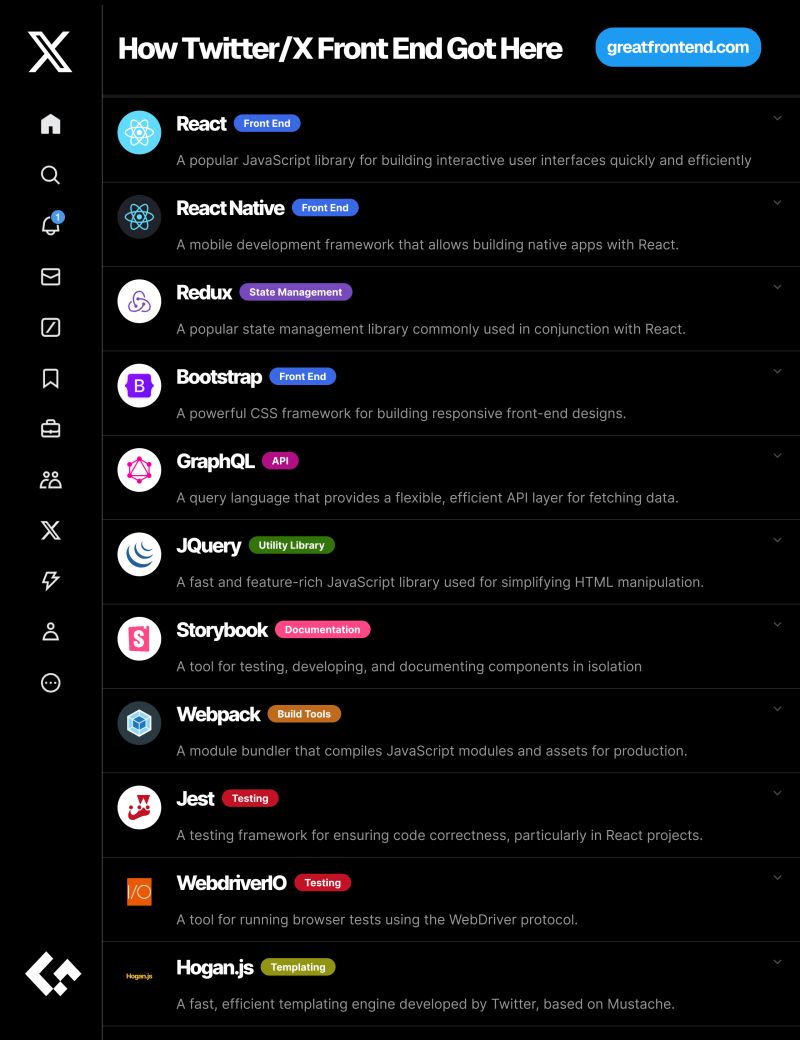 How Twitter/X Front End Got Here
greatfrontend.com
React Front End
A popular JavaScript library for building interactive user interfaces quickly and efficiently
1
React Native Front End
A mobile development framework that allows building native apps with React.
Redux State Management
A popular state management library commonly used in conjunction with React.
Bootstrap Front End
B
A powerful CSS framework for building responsive front-end designs.
GraphQL API
A query language that provides a flexible, efficient API layer for fetching data.
JQuery Utility Library
A fast and feature-rich JavaScript library used for simplifying HTML manipulation.
Storybook Documentation
S
A tool for testing, developing, and documenting components in isolation
Webpack Build Tools
A module bundler that compiles JavaScript modules and assets for production.
Jest Testing
A testing framework for ensuring code correctness, particularly in React projects.
WebdriverIO Testing
I/O
A tool for running browser tests using the WebDriver protocol.
Hogan.js Templating
Hogan.js
A fast, efficient templating engine developed by Twitter, based on Mustache.